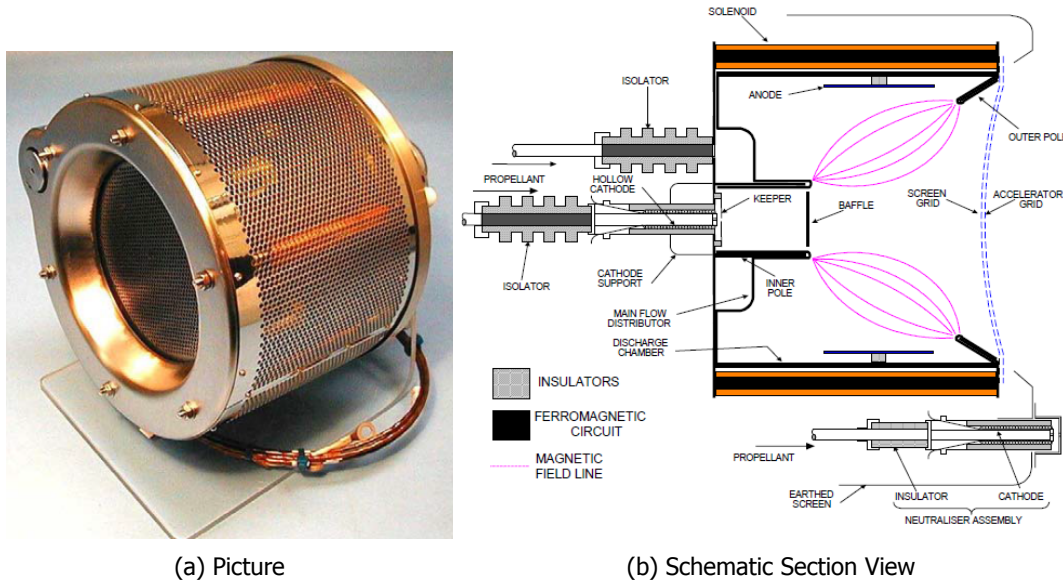 SOLENOID
ISOLATOR
ANODE
OUTER POLE
PROPELLANT
HOLLOW
CATHODE
KEEPER
BAFFLE
SCREEN
GRID
ACCELERATOR
GRID
ISOLATOR
CATHODE
SUPPORT
INNER
POLE
MAIN FLOW
DISTRIBUTOR
DISCHARGE
CHAMBER
INSULATORS
FERROMAGNETIC
CIRCUIT
MAGNETIC
FIELD LINE
PROPELLANT
EARTHED
SCREEN
INSULATOR
CATHODE
NEUTRALISER ASSEMBLY
(a) Picture
(b) Schematic Section View